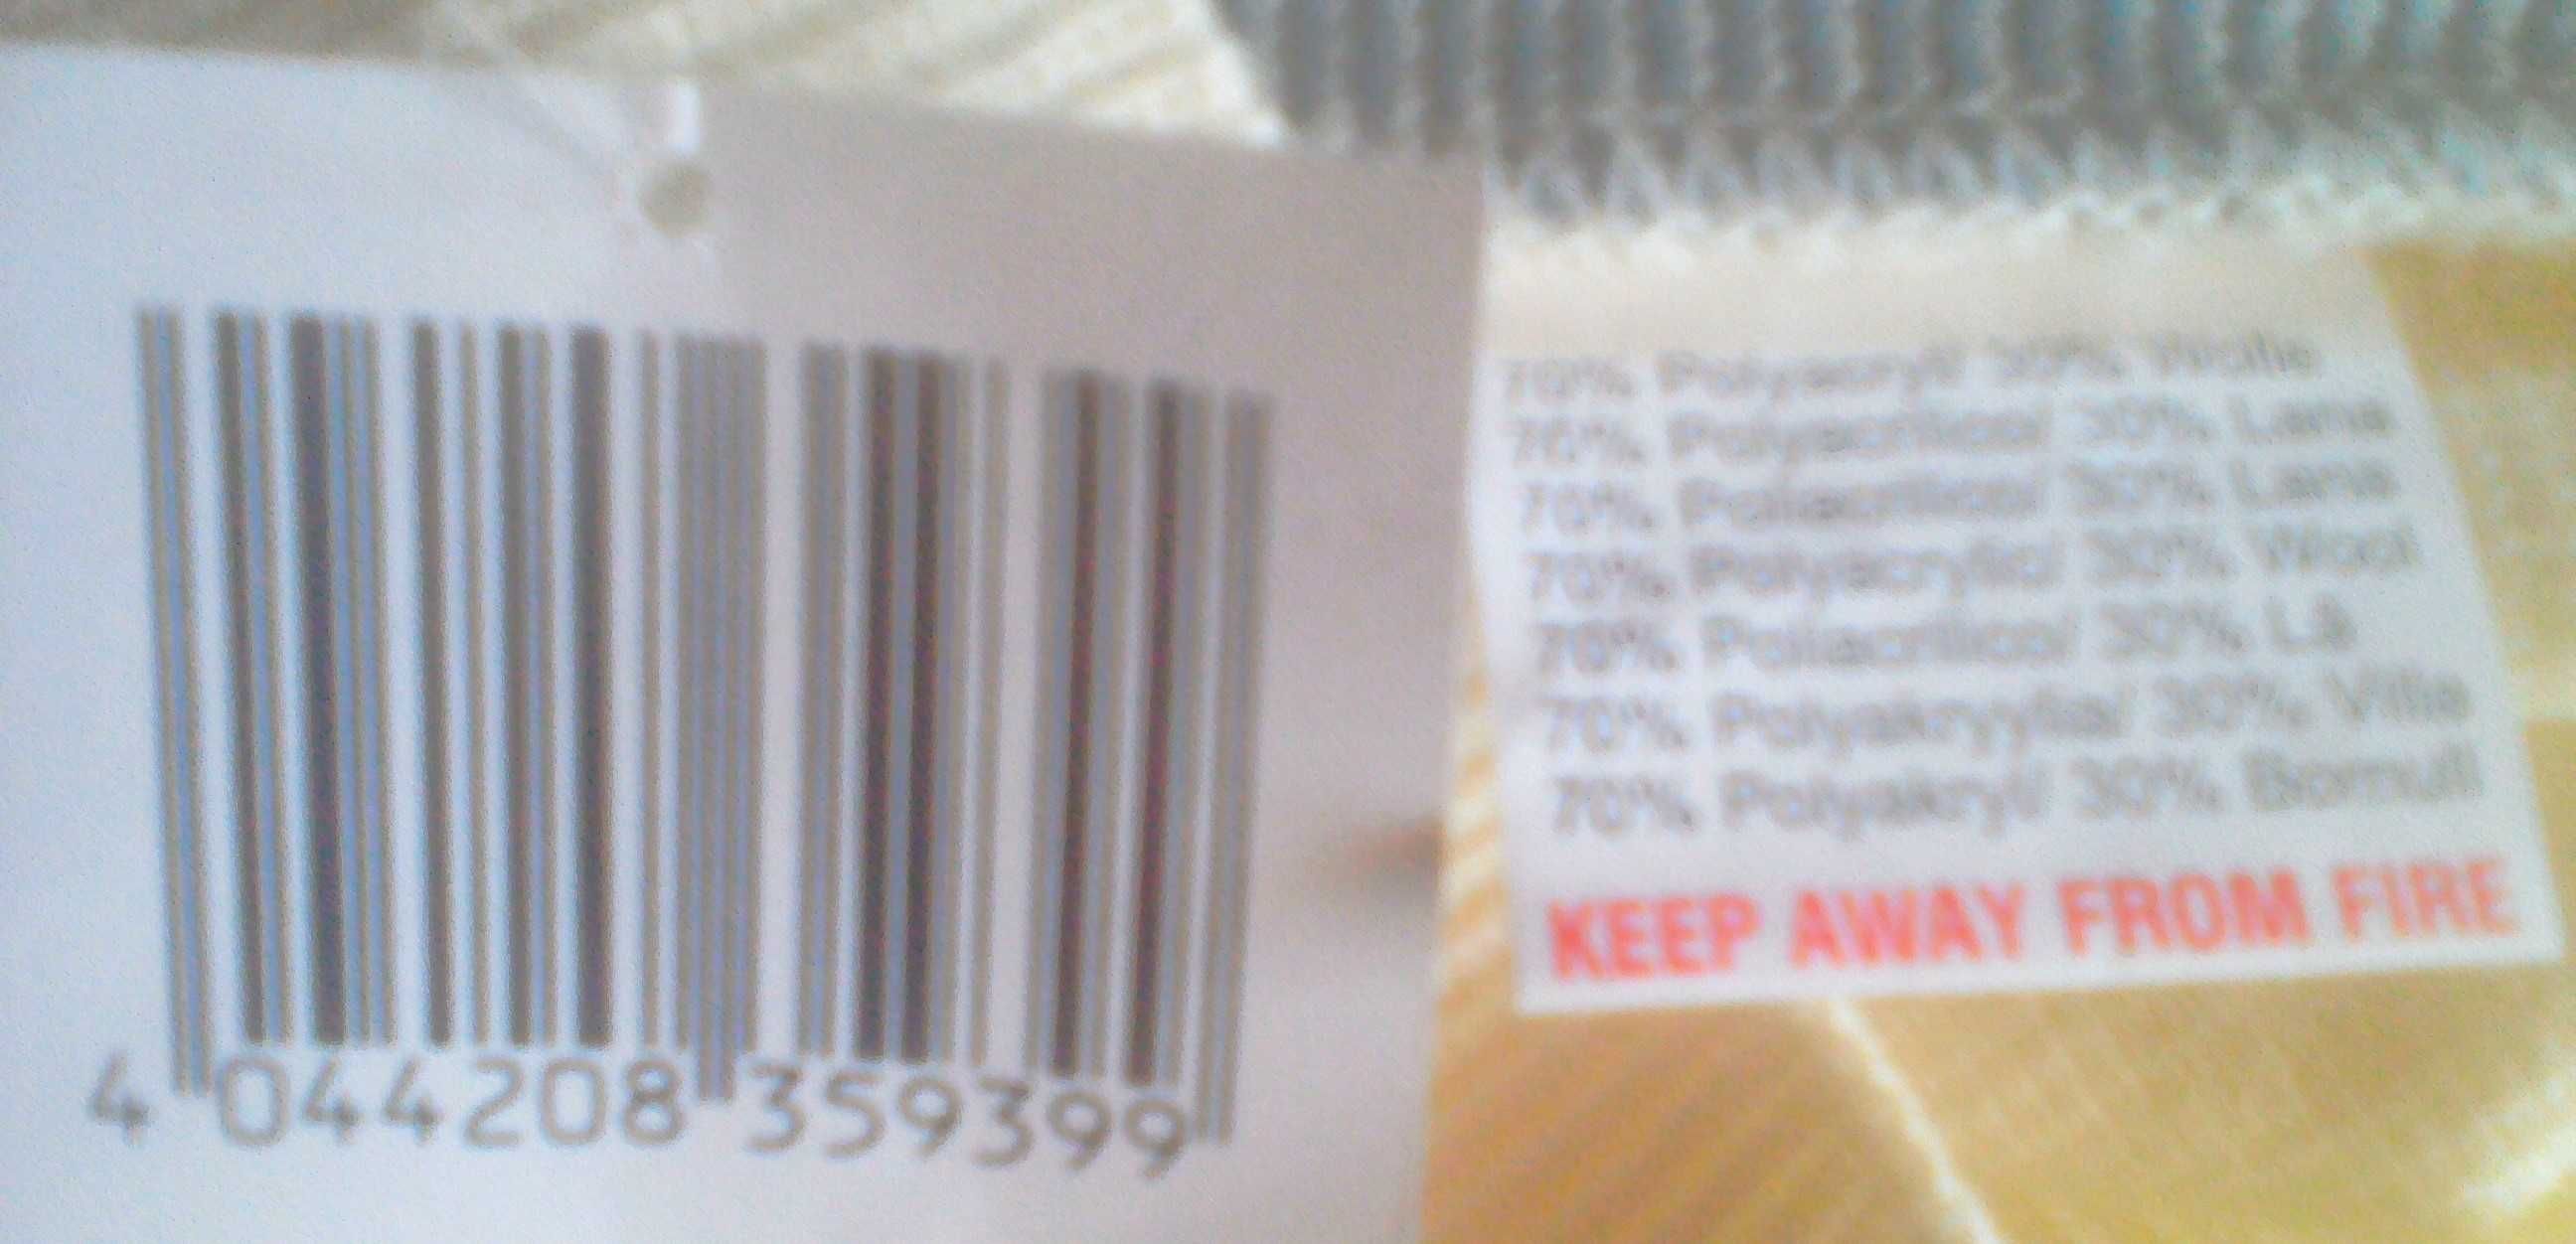 4 044208 359399
70% Polyacryl/ 30% Wolle
70% Polyacrilico/ 30% Lana
70% Poliacrilico/ 30% Lana
70% Polyacrylic/ 30% Wool
70% Poliacrilico/ 30% Lã
70% Polyakryylia/ 30% Villa
70% Polyakryl/ 30% Bomull
KEEP AWAY FROM FIRE